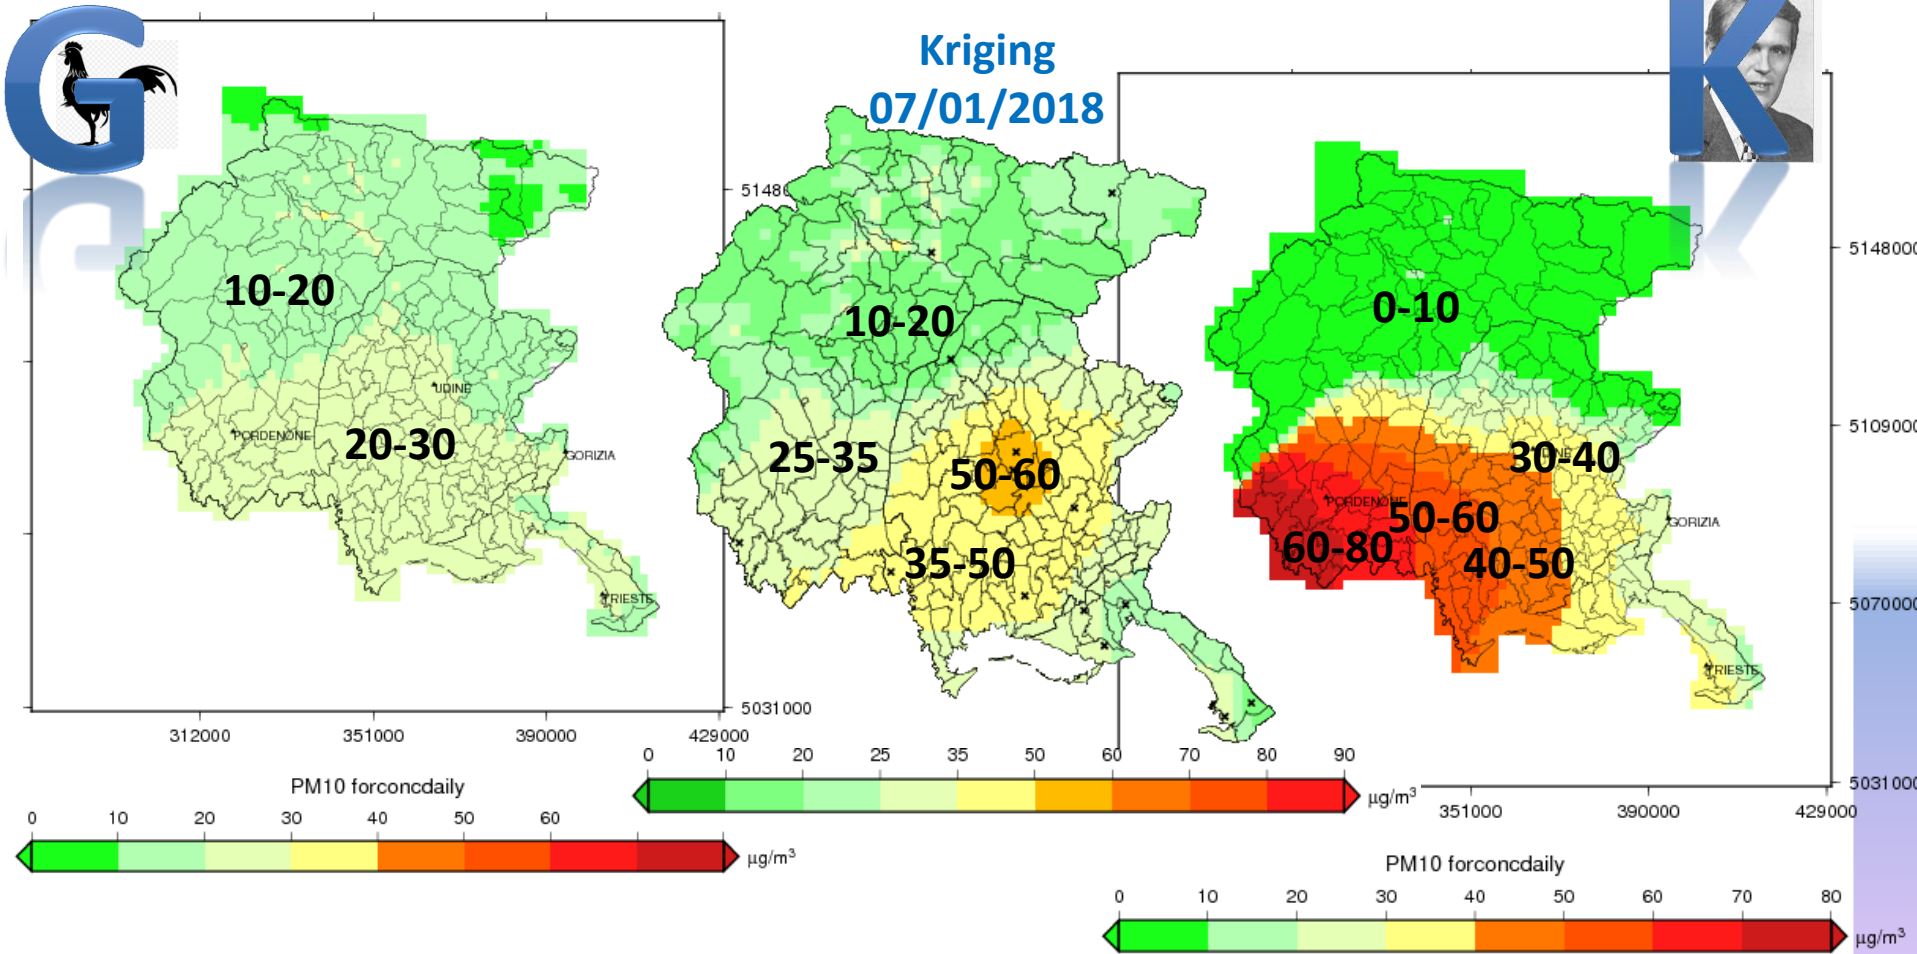 G
Kriging
07/01/2018
K
10-20
UDINE
PORDENONE
20-30
GORIZIA
TRIESTE
312000
351000
390000
429000
5031000
PM10 forconcdaily
0 10 20 30 40 50 60
µg/m³
51480
10-20
25-35
50-60
35-50
0 10 20 25 35 50 60 70 80 90
µg/m³
0-10
30-40
PORDENONE
50-60
60-80
40-50
GORIZIA
TRIESTE
5148000
5109000
5070000
5031000
351000
390000
429000
PM10 forconcdaily
0 10 20 30 40 50 60 70 80
µg/m³